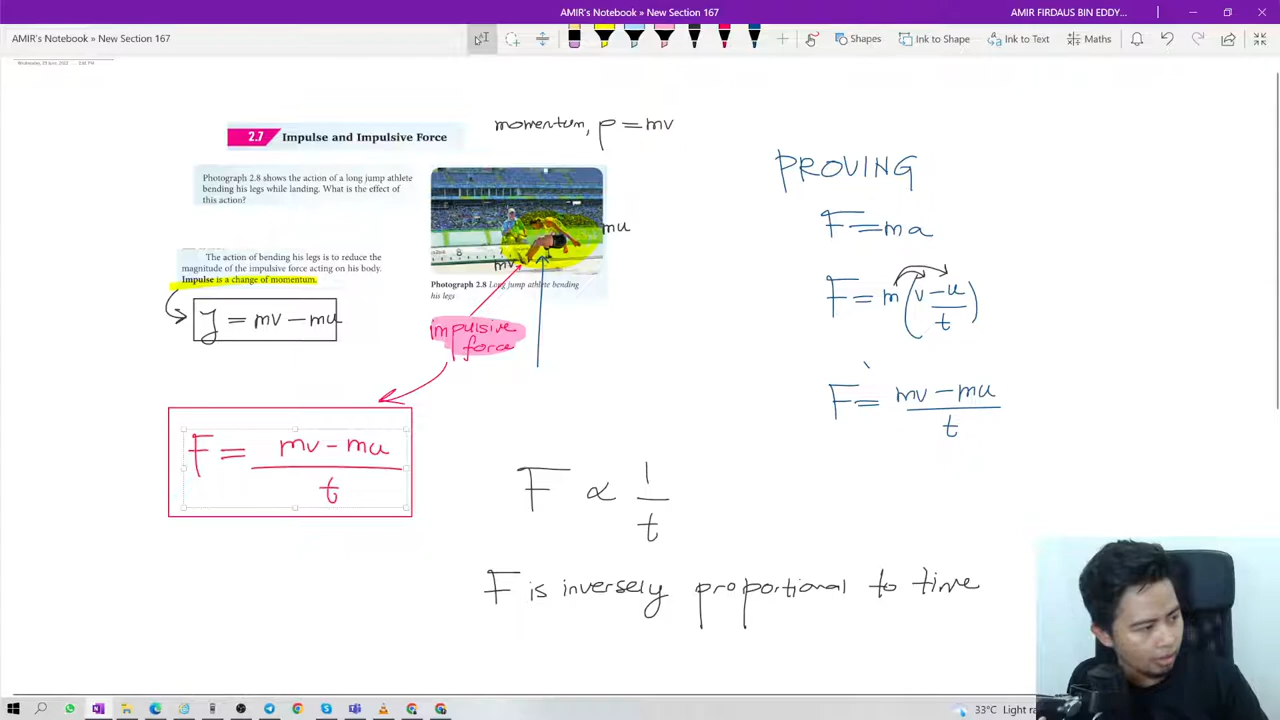 AMIR's Notebook » New Section 167
AMIR FIRDAUS BIN EDDY...
AMIR's Notebook » New Section 167
Shapes
Ink to Shape
Ink to Text
Maths
2.7 Impulse and Impulsive Force
momentum, p = mv
Photograph 2.8 shows the action of a long jump athlete
bending his legs while landing. What is the effect of
this action?
The action of bending his legs is to reduce the
magnitude of the impulsive force acting on his body.
Impulse is a change of momentum.
mu
mv
Photograph 2.8 Long jump athlete bending
his legs
y = mv – mu
impulsive
force
F = mv – mu
t
PROVING
F = ma
F = m ( v – u
t )
F = mv – mu
t
F ∝ 1
t
F is inversely proportional to time
33°C Light ra